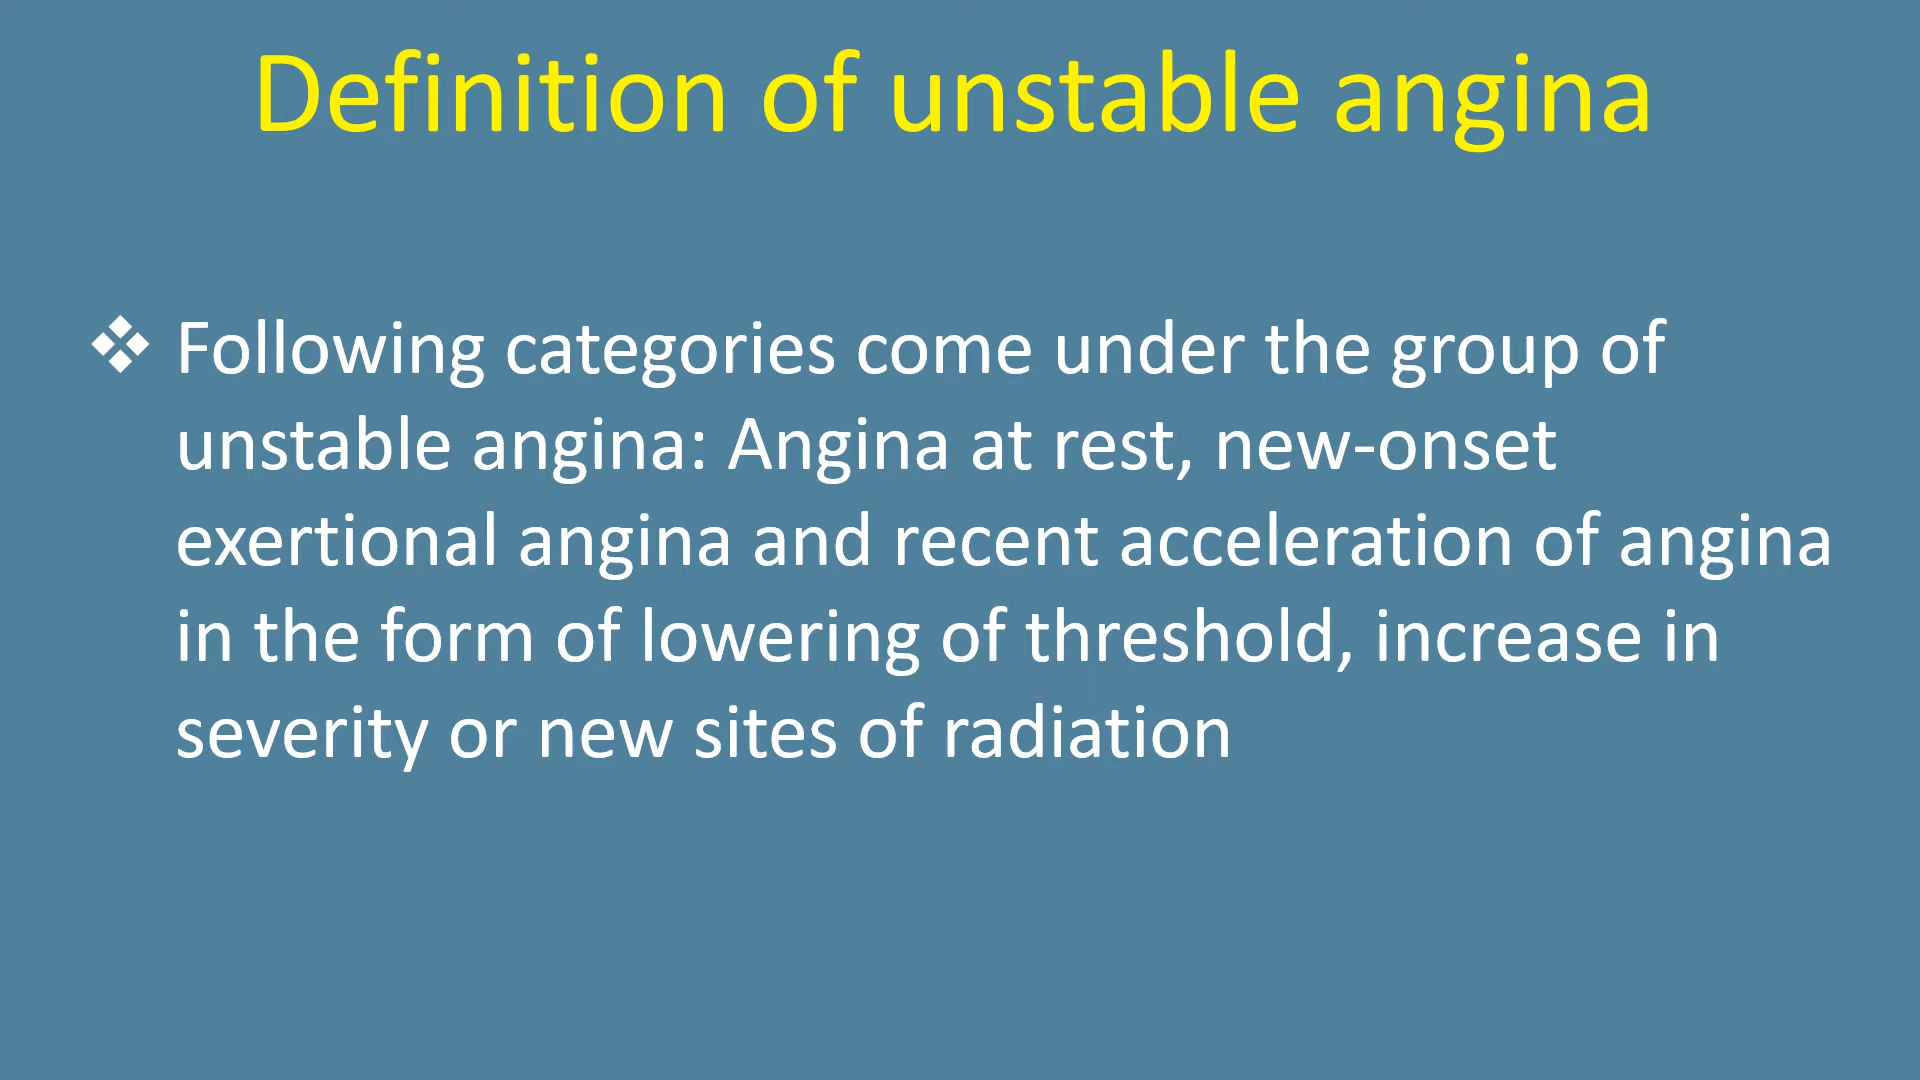 Definition of unstable angina
❖ Following categories come under the group of
unstable angina: Angina at rest, new-onset
exertional angina and recent acceleration of angina
in the form of lowering of threshold, increase in
severity or new sites of radiation